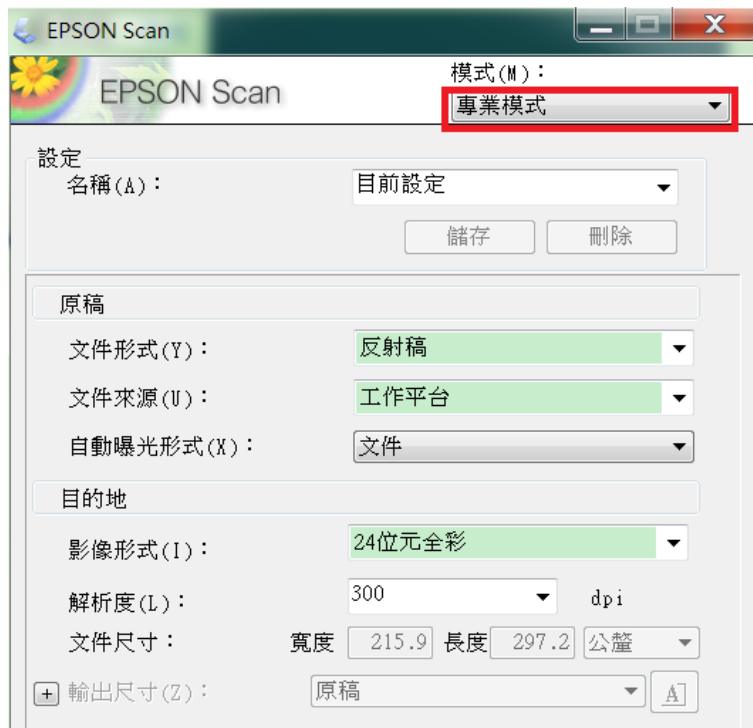 EPSON Scan
EPSON Scan
模式(M)：
專業模式
設定
名稱(A)： 目前設定
儲存 刪除
原稿
文件形式(Y)： 反射稿
文件來源(U)： 工作平台
自動曝光形式(X)： 文件
目的地
影像形式(I)： 24位元全彩
解析度(L)： 300 dpi
文件尺寸： 寬度 215.9 長度 297.2 公釐
輸出尺寸(Z)： 原稿 A